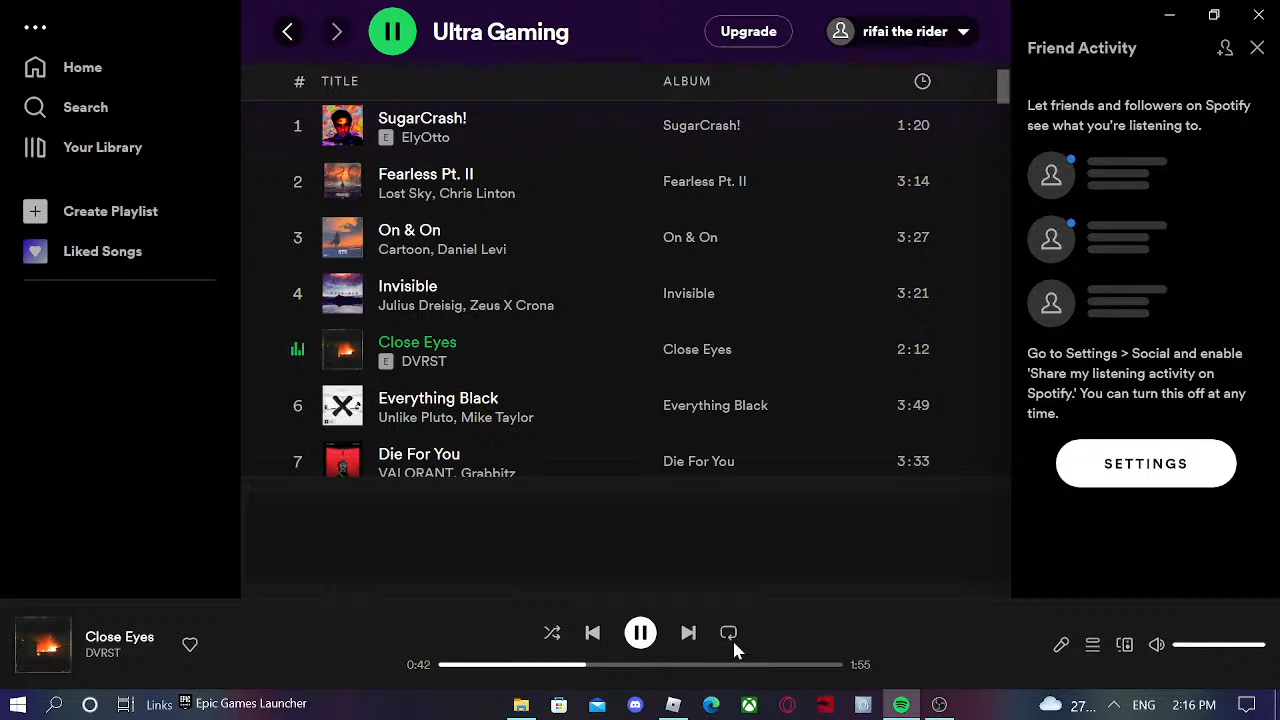 Home
Search
Your Library
Create Playlist
Liked Songs
Ultra Gaming
Upgrade
rifai the rider
# TITLE ALBUM
1 SugarCrash! SugarCrash! 1:20
E ElyOtto
2 Fearless Pt. II Fearless Pt. II 3:14
Lost Sky, Chris Linton
3 On & On On & On 3:27
Cartoon, Daniel Levi
4 Invisible Invisible 3:21
Julius Dreisig, Zeus X Crona
Close Eyes Close Eyes 2:12
E DVRST
6 Everything Black Everything Black 3:49
Unlike Pluto, Mike Taylor
7 Die For You Die For You 3:33
VALORANT, Grabbitz
Friend Activity
Let friends and followers on Spotify
see what you're listening to.
Go to Settings > Social and enable
'Share my listening activity on
Spotify.' You can turn this off at any
time.
SETTINGS
Close Eyes
DVRST
0:42 1:55
Links Epic Games Launcher 27... ENG 2:16 PM